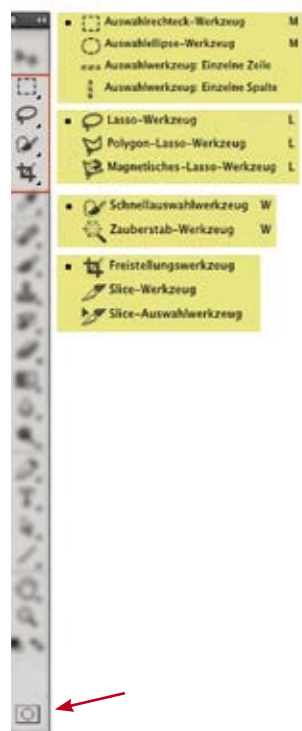 Auswahlrechteck-Werkzeug M
Auswahlellipse-Werkzeug M
Auswahlwerkzeug: Einzelne Zeile
Auswahlwerkzeug: Einzelne Spalte
Lasso-Werkzeug L
Polygon-Lasso-Werkzeug L
Magnetisches-Lasso-Werkzeug L
Schnellauswahlwerkzeug W
Zauberstab-Werkzeug W
Freistellungswerkzeug
Slice-Werkzeug
Slice-Auswahlwerkzeug